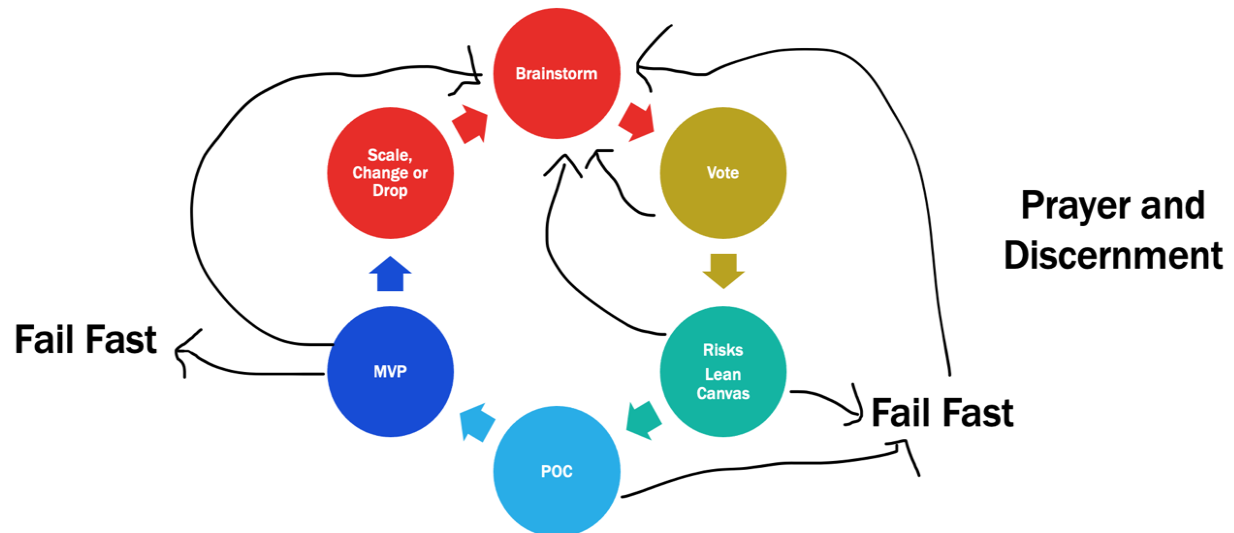 Brainstorm
Scale,
Change or
Drop
Vote
Prayer and
Discernment
Fail Fast
MVP
Risks
Lean
Canvas
Fail Fast
POC